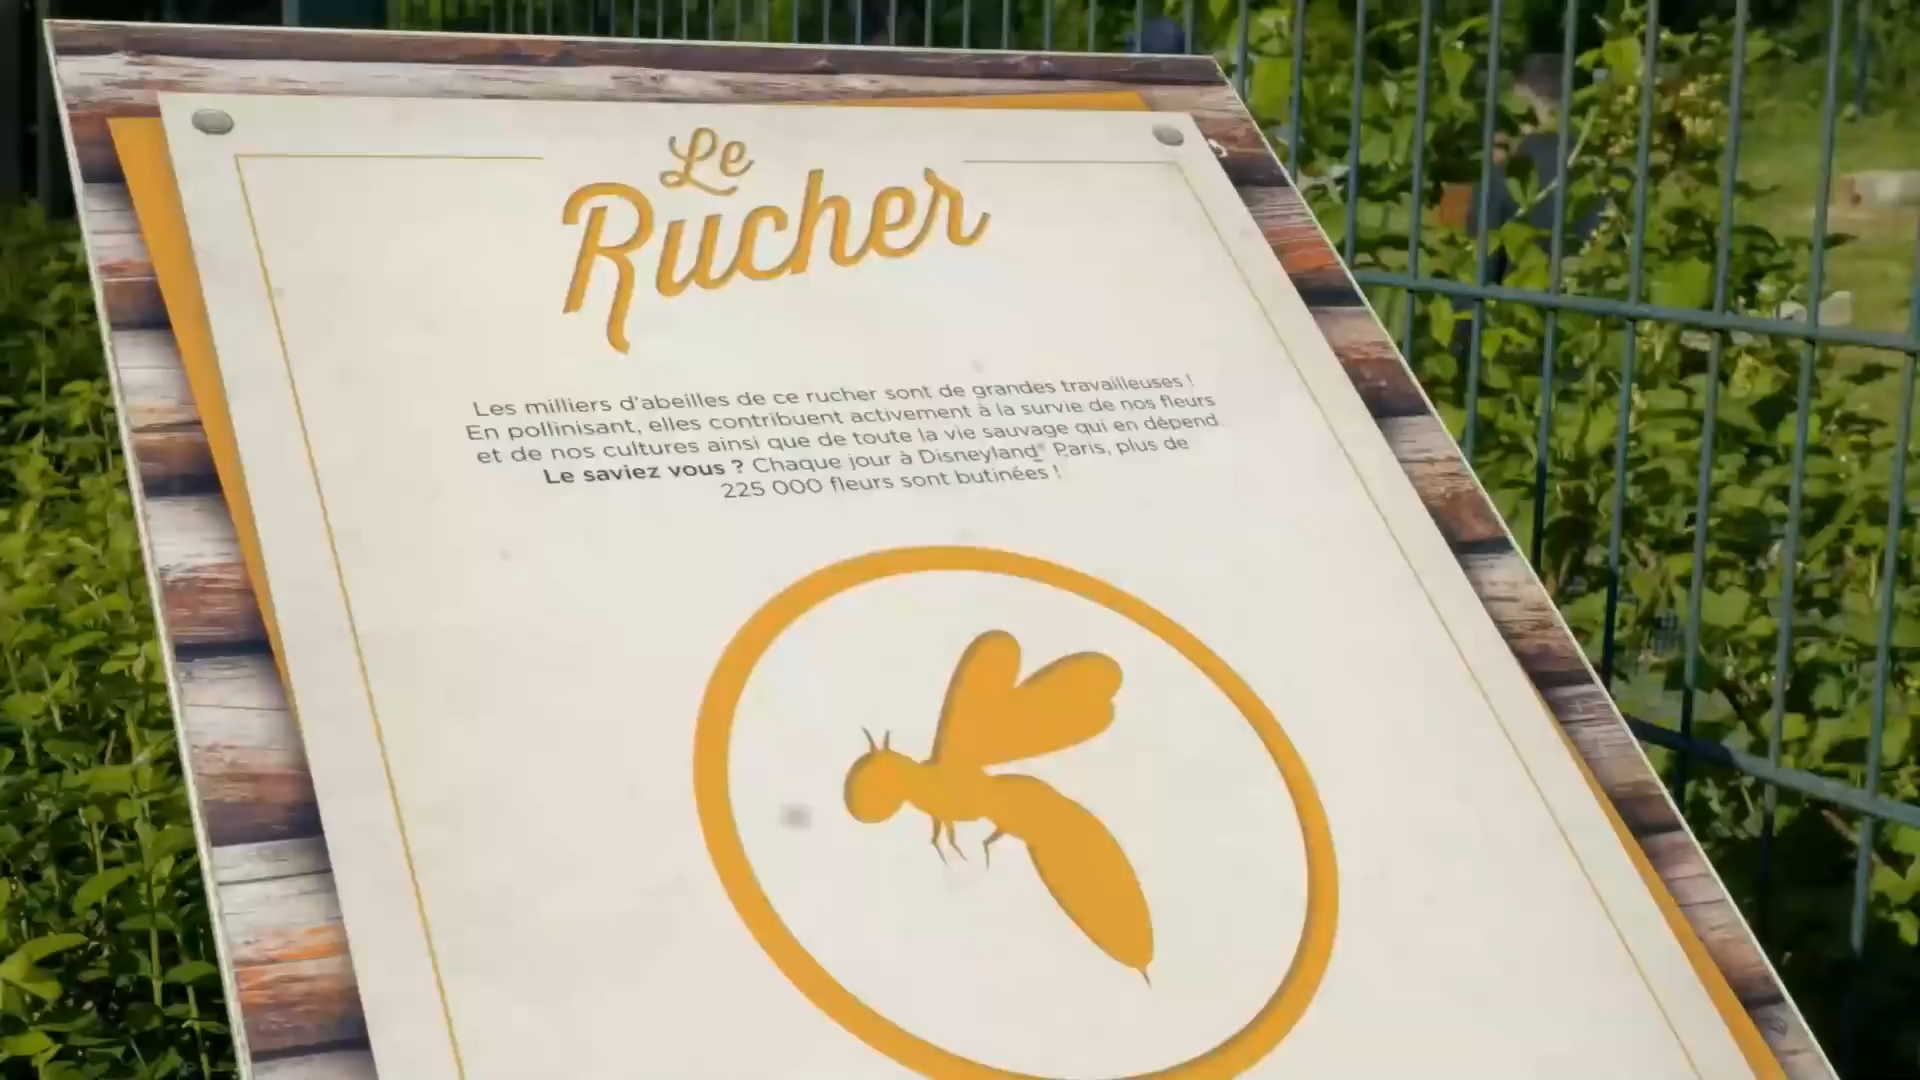 Le
Rucher
Les milliers d'abeilles de ce rucher sont de grandes travailleuses !
En pollinisant, elles contribuent activement à la survie de nos fleurs
et de nos cultures ainsi que de toute la vie sauvage qui en dépend.
Le saviez vous ? Chaque jour à Disneyland® Paris, plus de
225 000 fleurs sont butinées !